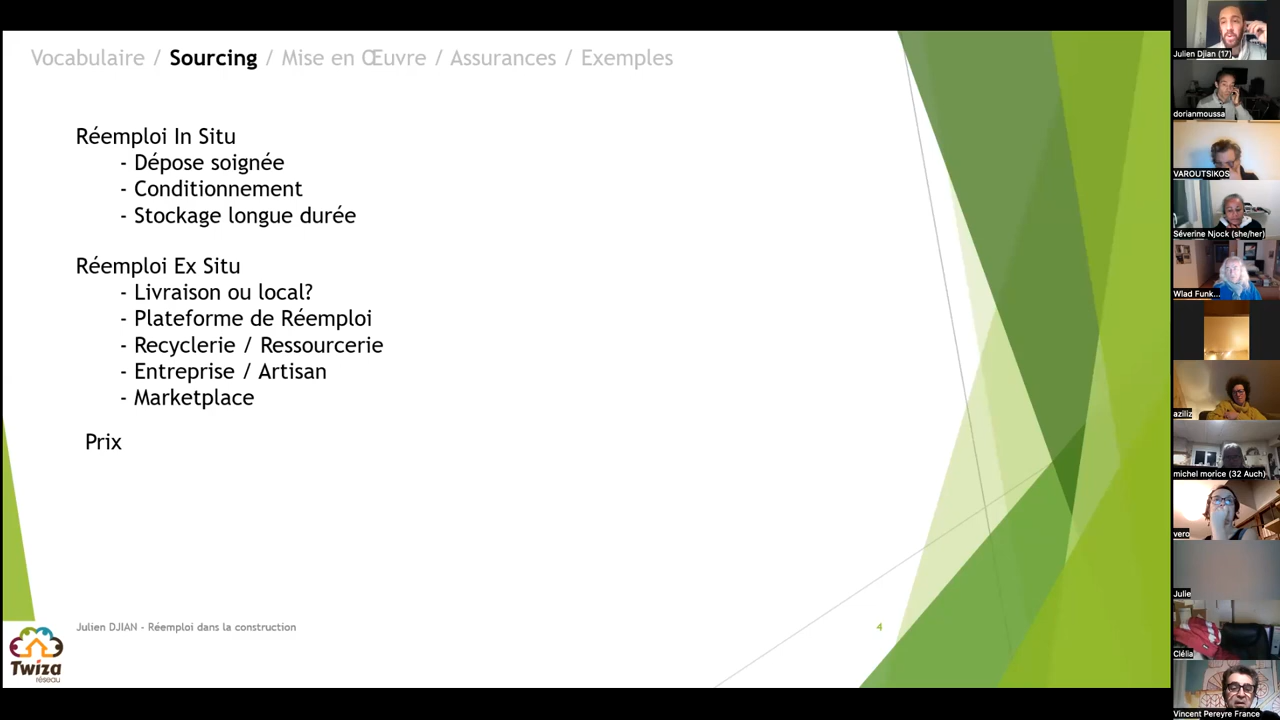 Vocabulaire / Sourcing / Mise en Œuvre / Assurances / Exemples
Réemploi In Situ
- Dépose soignée
- Conditionnement
- Stockage longue durée
Réemploi Ex Situ
- Livraison ou local?
- Plateforme de Réemploi
- Recyclerie / Ressourcerie
- Entreprise / Artisan
- Marketplace
Prix
Julien DJIAN - Réemploi dans la construction
4
Twiza
réseau
Julien Djian (17)
dorianmoussa
VAROUTSIKOS
Séverine Njock (she/her)
Wlad Funk...
aziliz
michel morice (32 Auch)
vero
Julie
Clélia
Vincent Pereyre France